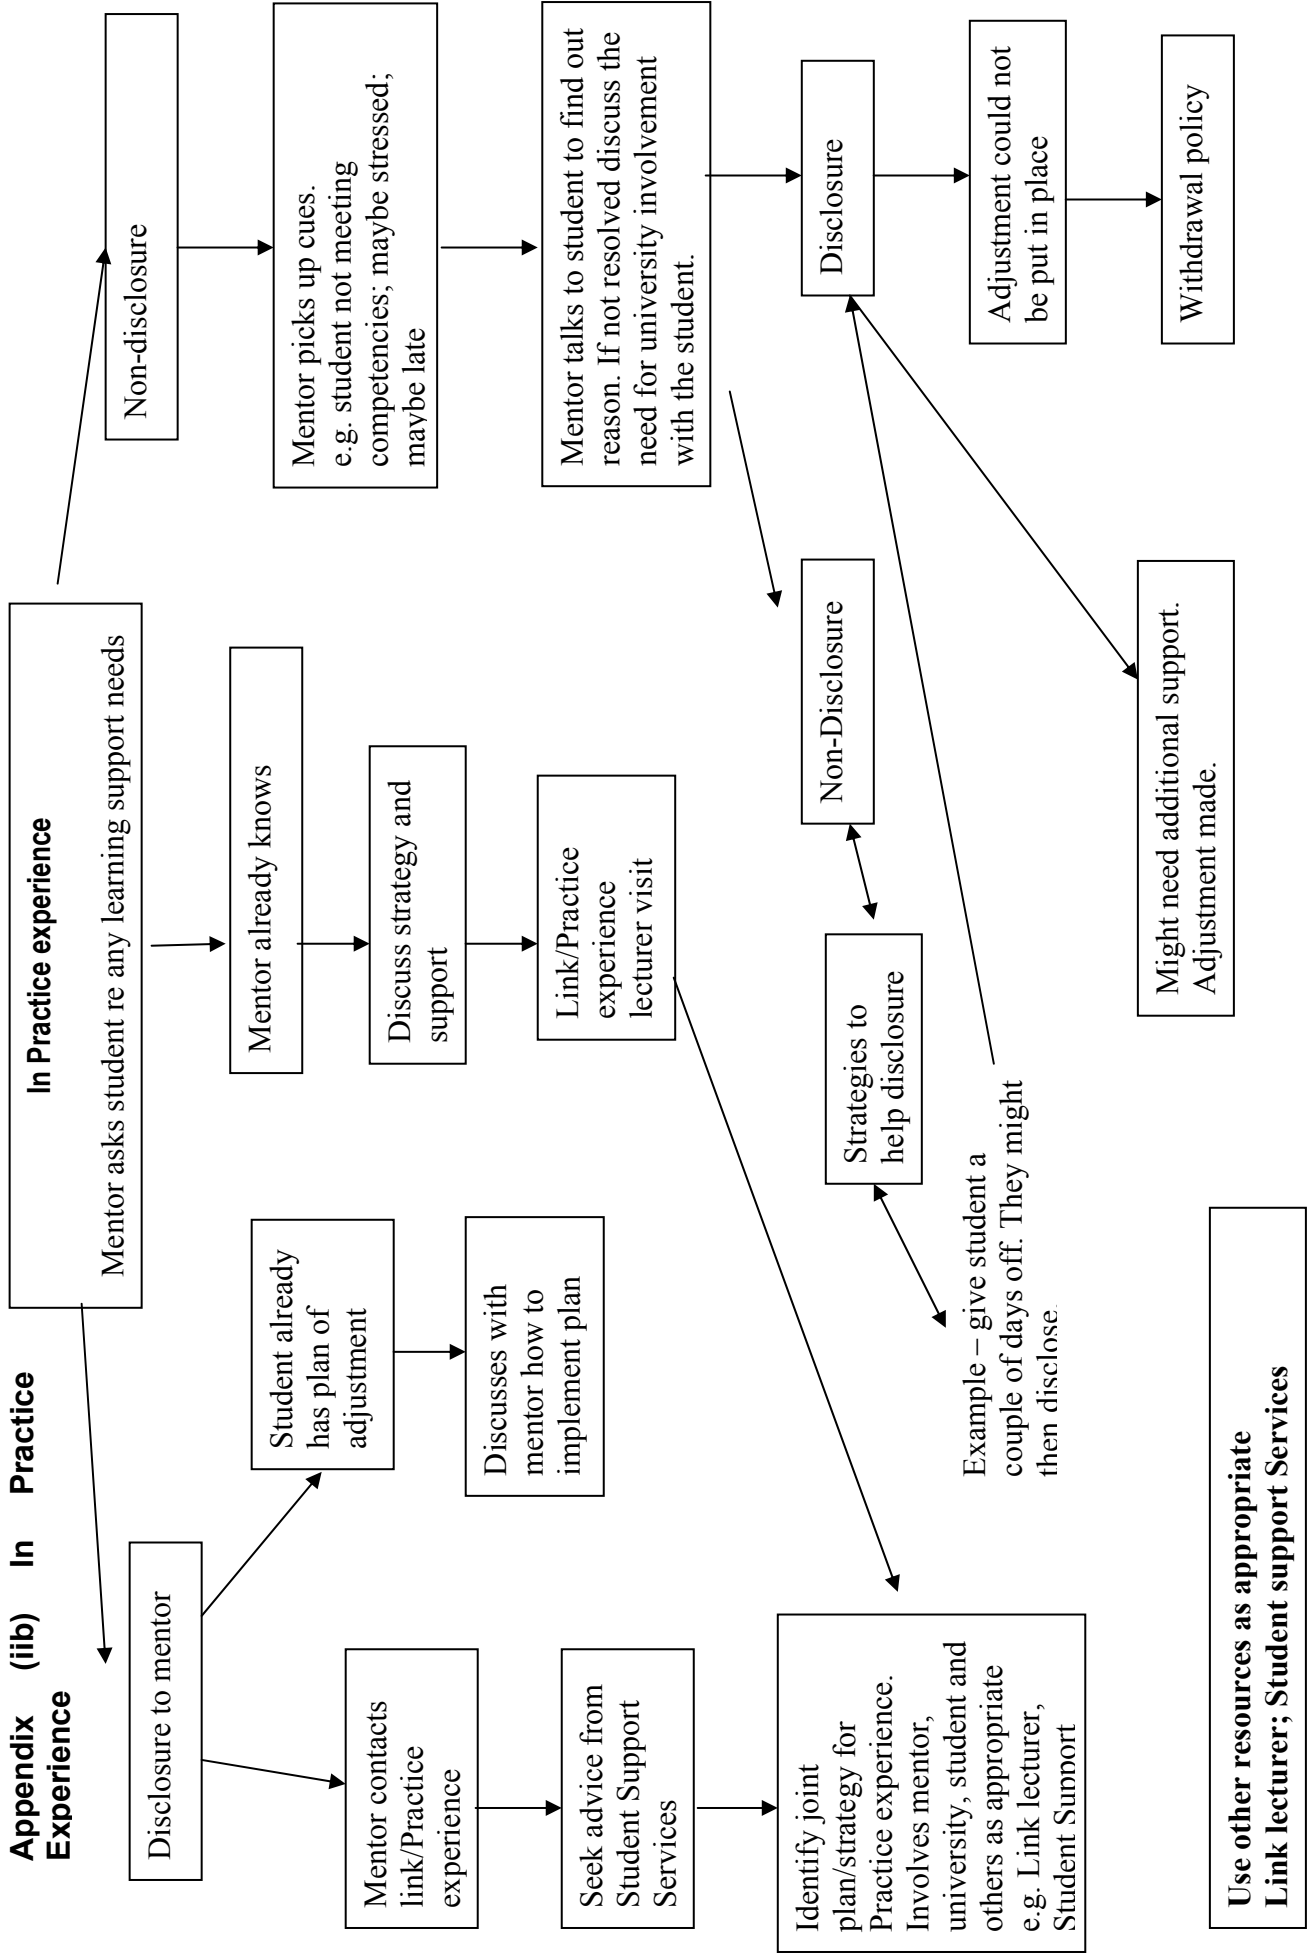 Appendix (iib) In Practice
Experience
In Practice experience
Mentor asks student re any learning support needs
Disclosure to mentor
Student already
has plan of
adjustment
Discusses with
mentor how to
implement plan
Mentor contacts
link/Practice
experience
Seek advice from
Student Support
Services
Identify joint
plan/strategy for
Practice experience.
Involves mentor,
university, student and
others as appropriate
e.g. Link lecturer,
Student Support
Mentor already knows
Discuss strategy and
support
Link/Practice
experience
lecturer visit
Non-disclosure
Mentor picks up cues.
e.g. student not meeting
competencies; maybe stressed;
maybe late
Mentor talks to student to find out
reason. If not resolved discuss the
need for university involvement
with the student.
Non-Disclosure
Strategies to
help disclosure
Example – give student a
couple of days off. They might
then disclose.
Disclosure
Adjustment could not
be put in place
Withdrawal policy
Might need additional support.
Adjustment made.
Use other resources as appropriate
Link lecturer; Student support Services